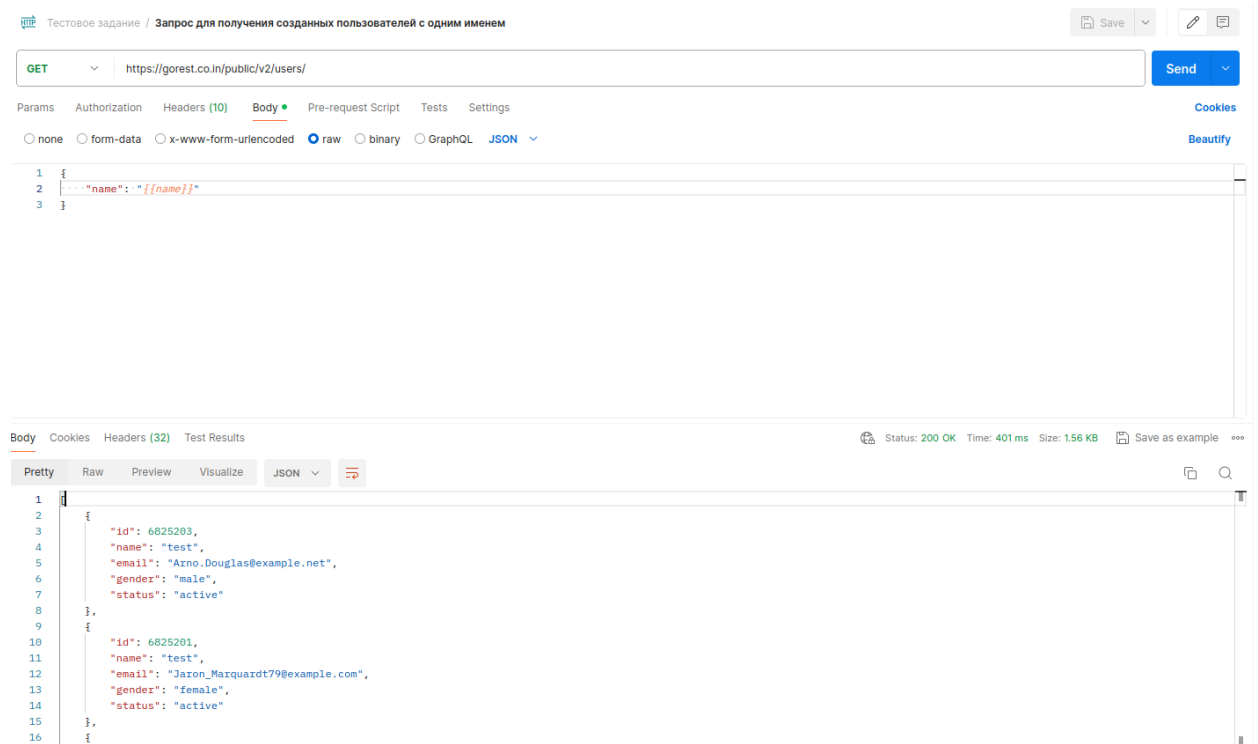 HTTP Тестовое задание / Запрос для получения созданных пользователей с одним именем Save
GET https://gorest.co.in/public/v2/users/ Send
Params Authorization Headers (10) Body Pre-request Script Tests Settings Cookies
none form-data x-www-form-urlencoded raw binary GraphQL JSON Beautify
1 {
2 ····"name":·"{{name}}"
3 }
Body Cookies Headers (32) Test Results Status: 200 OK Time: 401 ms Size: 1.56 KB Save as example
Pretty Raw Preview Visualize JSON
1 [
2 {
3 "id": 6825203,
4 "name": "test",
5 "email": "Arno.Douglas@example.net",
6 "gender": "male",
7 "status": "active"
8 },
9 {
10 "id": 6825201,
11 "name": "test",
12 "email": "Jaron_Marquardt79@example.com",
13 "gender": "female",
14 "status": "active"
15 },
16 {